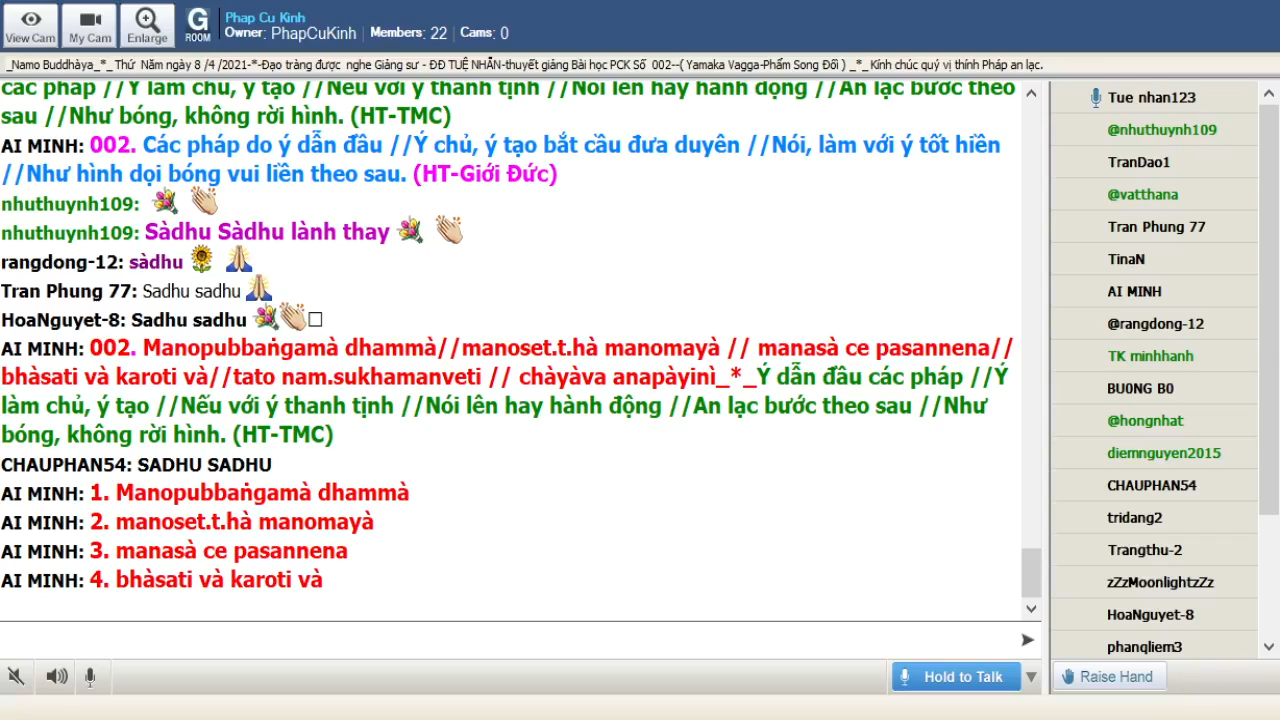 View Cam
My Cam
Enlarge
G
ROOM
Phap Cu Kinh
Owner: PhapCuKinh Members: 22 Cams: 0
_Namo Buddhàya_*_ Thứ Năm ngày 8 /4 /2021-*-Đạo tràng được nghe Giảng sư - ĐĐ TUỆ NHẪN-thuyết giảng Bài học PCK Số 002--( Yamaka Vagga-Phẩm Song Đối ) _*_ Kính chúc quý vị thính Pháp an lạc.
các pháp //Ý làm chủ, ý tạo //Nếu với ý thanh tịnh //Nói lên hay hành động //An lạc bước theo
sau //Như bóng, không rời hình. (HT-TMC)
AI MINH: 002. Các pháp do ý dẫn đầu //Ý chủ, ý tạo bắt cầu đưa duyên //Nói, làm với ý tốt hiền
//Như hình dọi bóng vui liền theo sau. (HT-Giới Đức)
nhuthuynh109:
nhuthuynh109: Sàdhu Sàdhu lành thay
rangdong-12: sàdhu
Tran Phung 77: Sadhu sadhu
HoaNguyet-8: Sadhu sadhu
AI MINH: 002. Manopubbaṅgamà dhammà//manoset.t.hà manomayà // manasà ce pasannena//
bhàsati và karoti và//tato nam.sukhamanveti // chàyàva anapàyinì_*_Ý dẫn đầu các pháp //Ý
làm chủ, ý tạo //Nếu với ý thanh tịnh //Nói lên hay hành động //An lạc bước theo sau //Như
bóng, không rời hình. (HT-TMC)
CHAUPHAN54: SADHU SADHU
AI MINH: 1. Manopubbaṅgamà dhammà
AI MINH: 2. manoset.t.hà manomayà
AI MINH: 3. manasà ce pasannena
AI MINH: 4. bhàsati và karoti và
Tue nhan123
@nhuthuynh109
TranDao1
@vatthana
Tran Phung 77
TinaN
AI MINH
@rangdong-12
TK minhhanh
BU0NG B0
@hongnhat
diemnguyen2015
CHAUPHAN54
tridang2
Trangthu-2
zZzMoonlightzZz
HoaNguyet-8
phanqliem3
Hold to Talk
Raise Hand